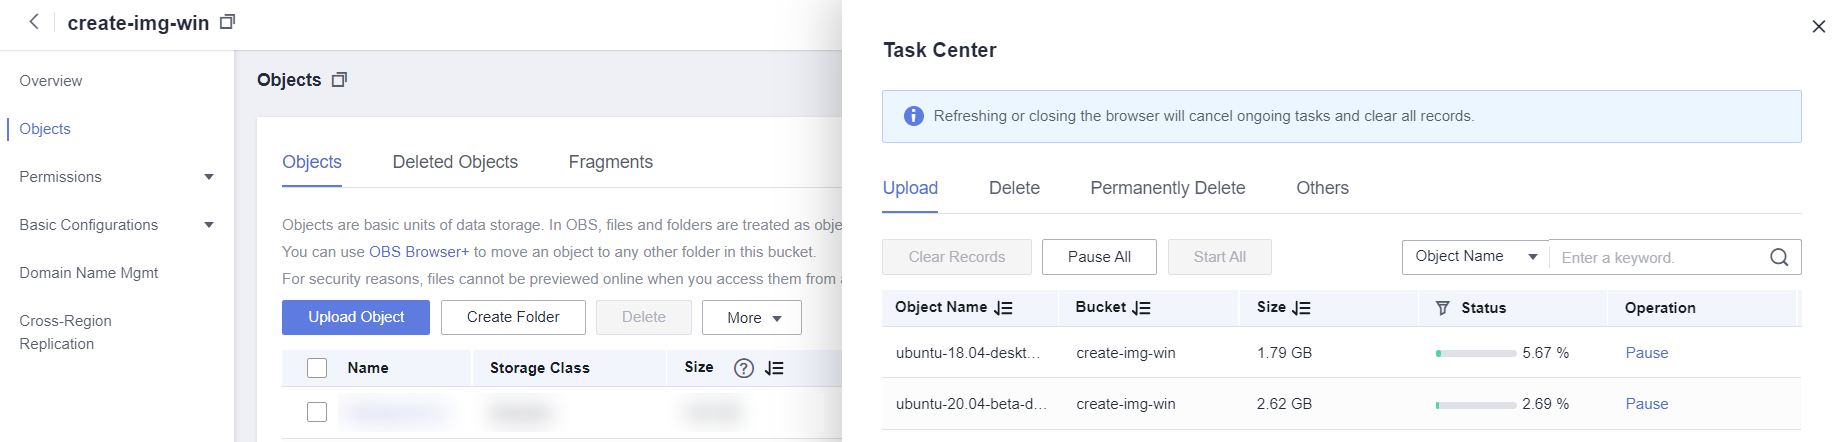 create-img-win
Overview
Objects
Permissions
Basic Configurations
Domain Name Mgmt
Cross-Region
Replication
Objects
Objects Deleted Objects Fragments
Objects are basic units of data storage. In OBS, files and folders are treated as obje
You can use OBS Browser+ to move an object to any other folder in this bucket.
For security reasons, files cannot be previewed online when you access them from a
Upload Object Create Folder Delete More
Name Storage Class Size
Task Center
Refreshing or closing the browser will cancel ongoing tasks and clear all records.
Upload Delete Permanently Delete Others
Clear Records Pause All Start All Object Name Enter a keyword.
Object Name Bucket Size Status Operation
ubuntu-18.04-deskt... create-img-win 1.79 GB 5.67 % Pause
ubuntu-20.04-beta-d... create-img-win 2.62 GB 2.69 % Pause